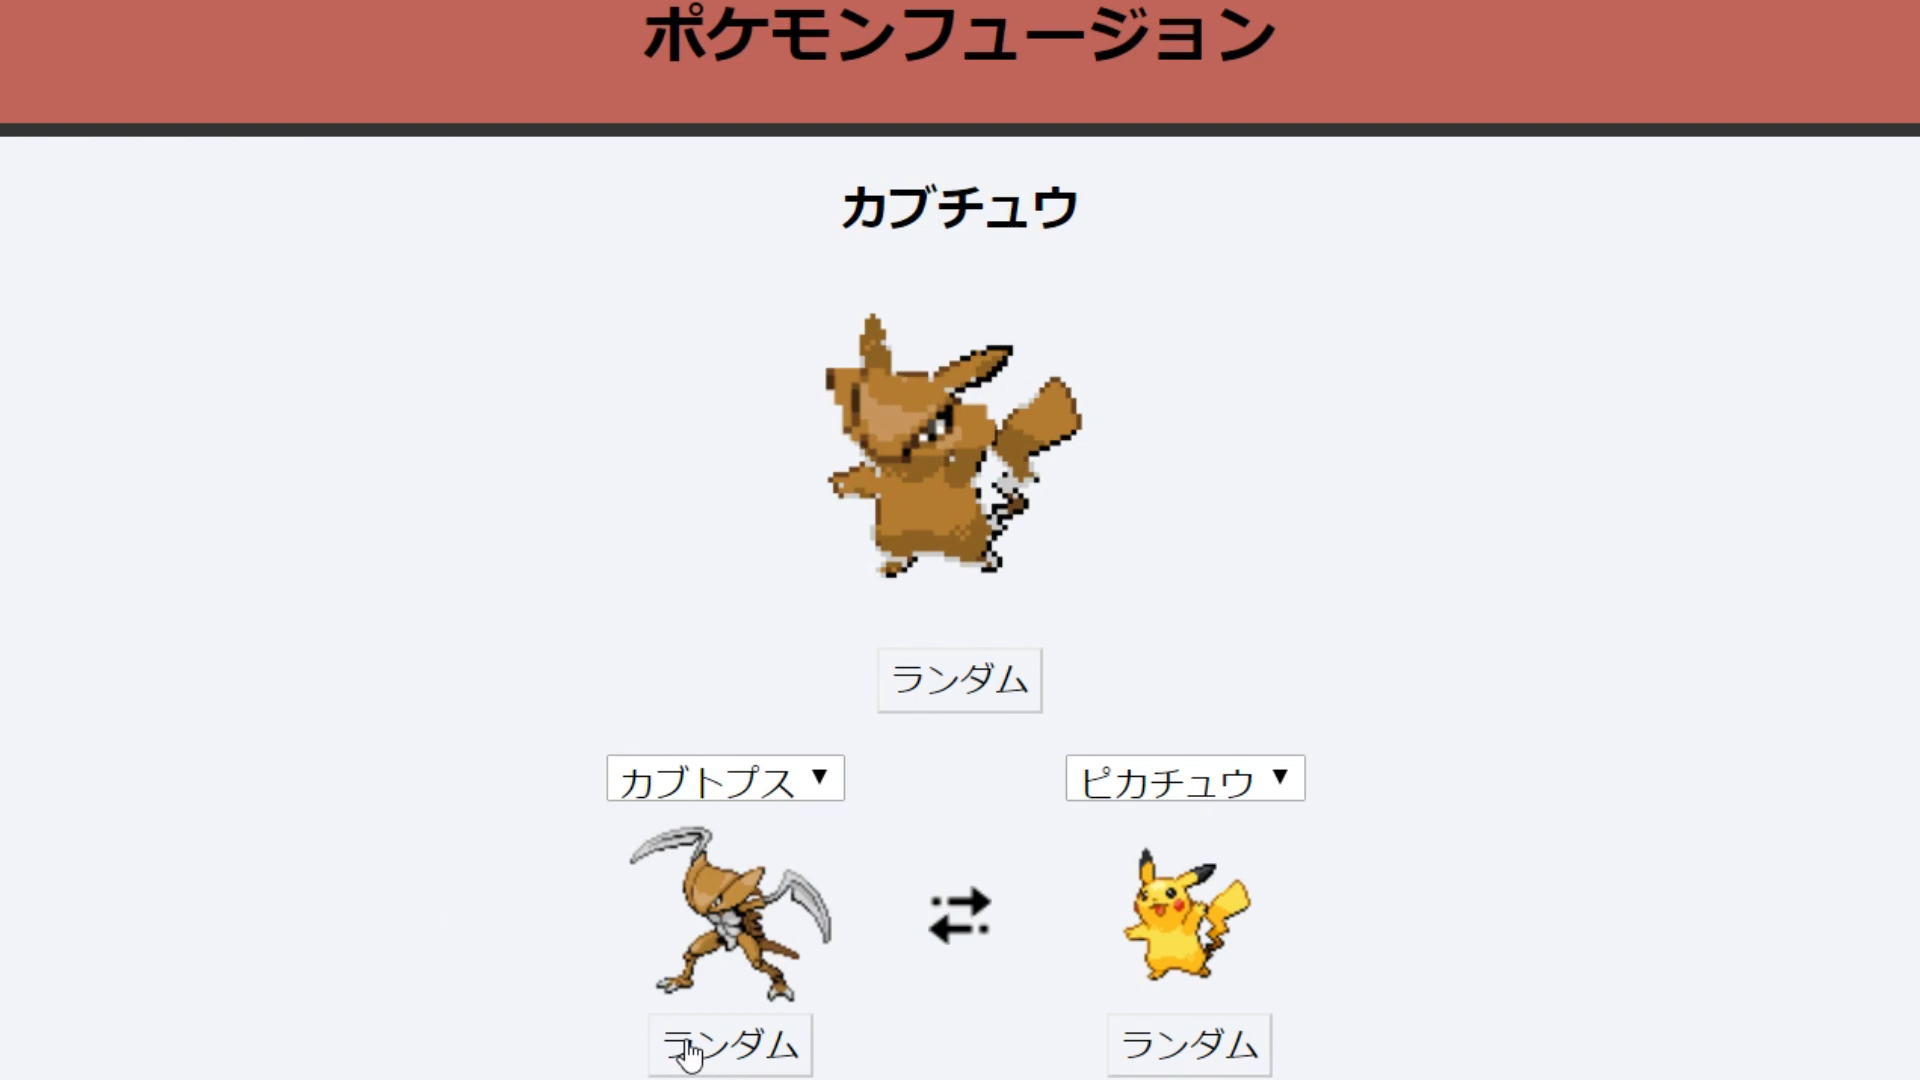 ポケモンフュージョン
カブチュウ
ランダム
カブトプス ▼
ピカチュウ ▼
ランダム
ランダム